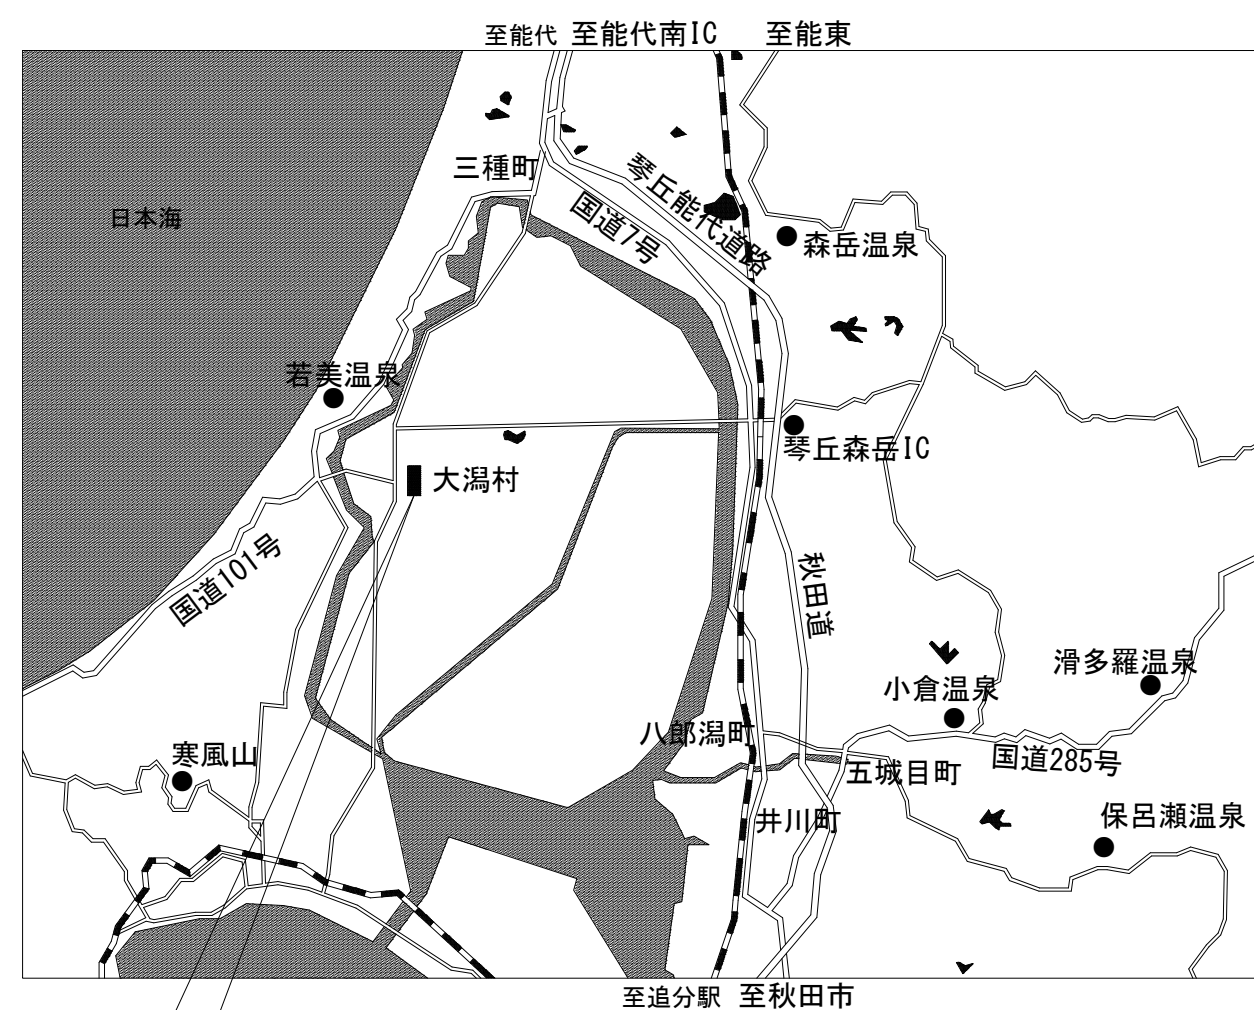 至能代 至能代南IC 至能東
三種町
琴丘能代道路
国道7号
日本海
森岳温泉
若美温泉
琴丘森岳IC
大潟村
国道101号
秋田道
滑多羅温泉
小倉温泉
八郎潟町
寒風山
国道285号
五城目町
井川町
保呂瀬温泉
至追分駅 至秋田市